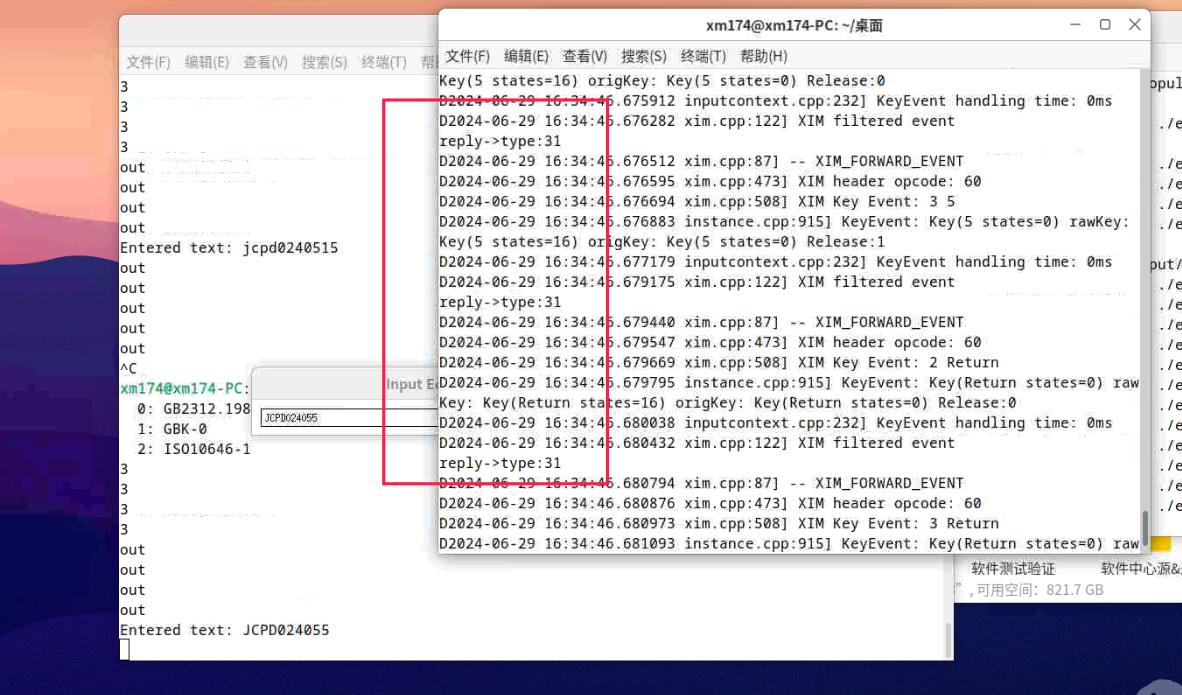 文件(F) 编辑(E) 查看(V) 搜索(S) 终端(T) 帮
3
3
3
3
out
out
out
out
Entered text: jcpd0240515
out
out
out
out
out
^C
xm174@xm174-PC:
0: GB2312.198
1: GBK-0
2: ISO10646-1
3
3
3
3
out
out
out
out
Entered text: JCPD024055
Input E
JCPD024055
xm174@xm174-PC: ~/桌面
文件(F) 编辑(E) 查看(V) 搜索(S) 终端(T) 帮助(H)
Key(5 states=16) origKey: Key(5 states=0) Release:0
D2024-06-29 16:34:46.675912 inputcontext.cpp:232] KeyEvent handling time: 0ms
D2024-06-29 16:34:46.676282 xim.cpp:122] XIM filtered event
reply->type:31
D2024-06-29 16:34:46.676512 xim.cpp:87] -- XIM_FORWARD_EVENT
D2024-06-29 16:34:46.676595 xim.cpp:473] XIM header opcode: 60
D2024-06-29 16:34:46.676694 xim.cpp:508] XIM Key Event: 3 5
D2024-06-29 16:34:46.676883 instance.cpp:915] KeyEvent: Key(5 states=0) rawKey:
Key(5 states=16) origKey: Key(5 states=0) Release:1
D2024-06-29 16:34:46.677179 inputcontext.cpp:232] KeyEvent handling time: 0ms
D2024-06-29 16:34:46.679175 xim.cpp:122] XIM filtered event
reply->type:31
D2024-06-29 16:34:46.679440 xim.cpp:87] -- XIM_FORWARD_EVENT
D2024-06-29 16:34:46.679547 xim.cpp:473] XIM header opcode: 60
D2024-06-29 16:34:46.679669 xim.cpp:508] XIM Key Event: 2 Return
D2024-06-29 16:34:46.679795 instance.cpp:915] KeyEvent: Key(Return states=0) raw
Key: Key(Return states=16) origKey: Key(Return states=0) Release:0
D2024-06-29 16:34:46.680038 inputcontext.cpp:232] KeyEvent handling time: 0ms
D2024-06-29 16:34:46.680432 xim.cpp:122] XIM filtered event
reply->type:31
D2024-06-29 16:34:46.680794 xim.cpp:87] -- XIM_FORWARD_EVENT
D2024-06-29 16:34:46.680876 xim.cpp:473] XIM header opcode: 60
D2024-06-29 16:34:46.680973 xim.cpp:508] XIM Key Event: 3 Return
D2024-06-29 16:34:46.681093 instance.cpp:915] KeyEvent: Key(Return states=0) raw
opul
./e
./e
./e
./e
./e
put/
./e
./e
./e
./e
./e
./e
./e
./e
./e
./e
./e
./e
软件测试验证 软件中心源&
”, 可用空间: 821.7 GB